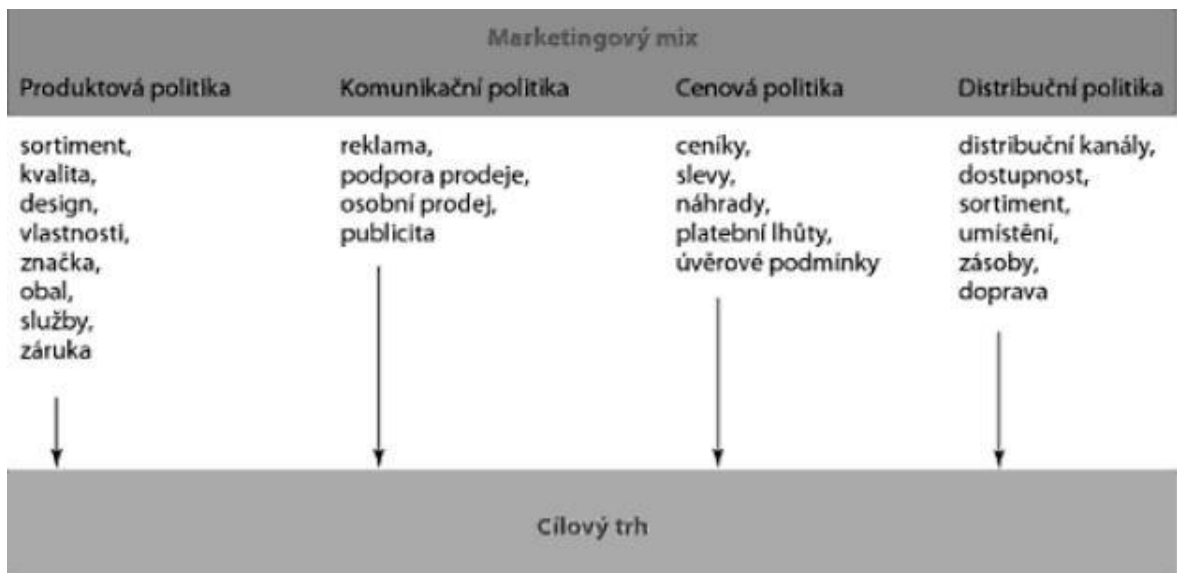 Marketingový mix
Produktová politika
Komunikační politika
Cenová politika
Distribuční politika
sortiment,
kvalita,
design,
vlastnosti,
značka,
obal,
služby,
záruka
reklama,
podpora prodeje,
osobní prodej,
publicita
ceníky,
slevy,
náhrady,
platební lhůty,
úvěrové podmínky
distribuční kanály,
dostupnost,
sortiment,
umístění,
zásoby,
doprava
Cílový trh